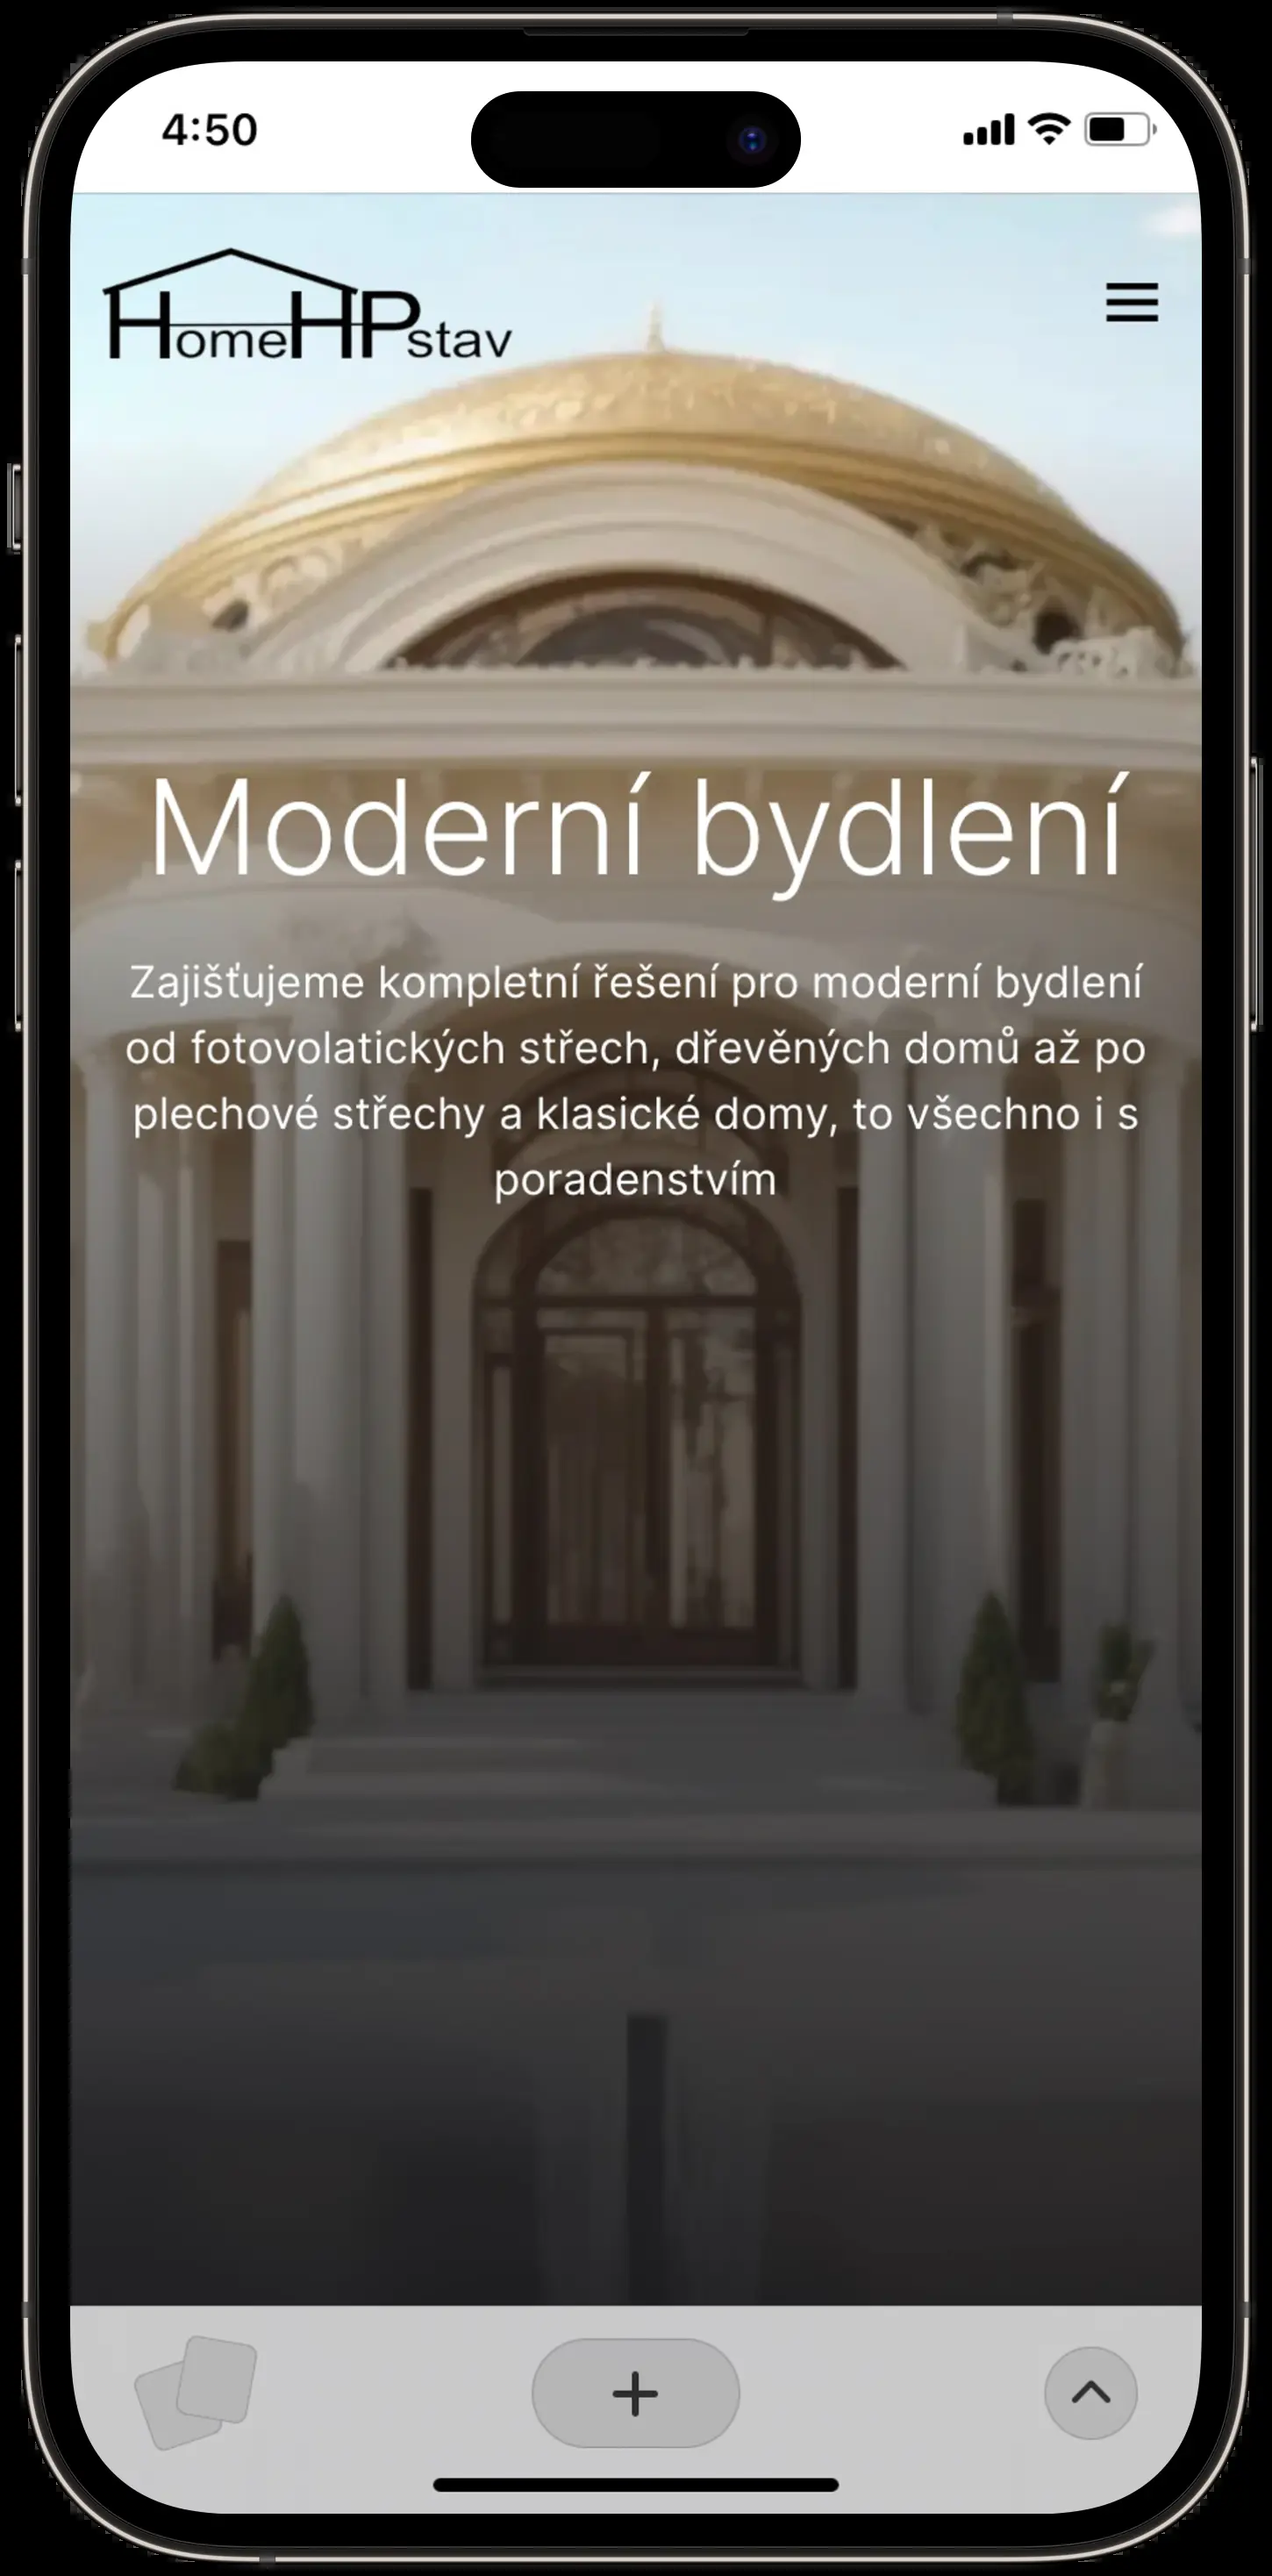 4:50
HomeHPstav
Moderní bydlení
Zajišťujeme kompletní řešení pro moderní bydlení
od fotovolatických střech, dřevěných domů až po
plechové střechy a klasické domy, to všechno i s
poradenstvím